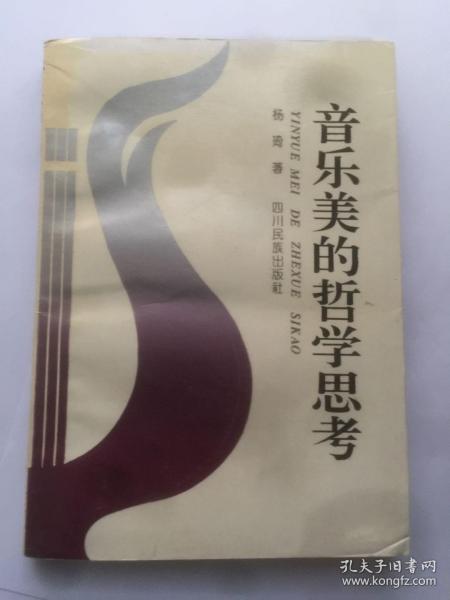 音乐美的哲学思考
YINYUE MEI DE ZHEXUE SIKAO
杨琦 著 四川民族出版社
孔夫子旧书网
www.kongfz.com